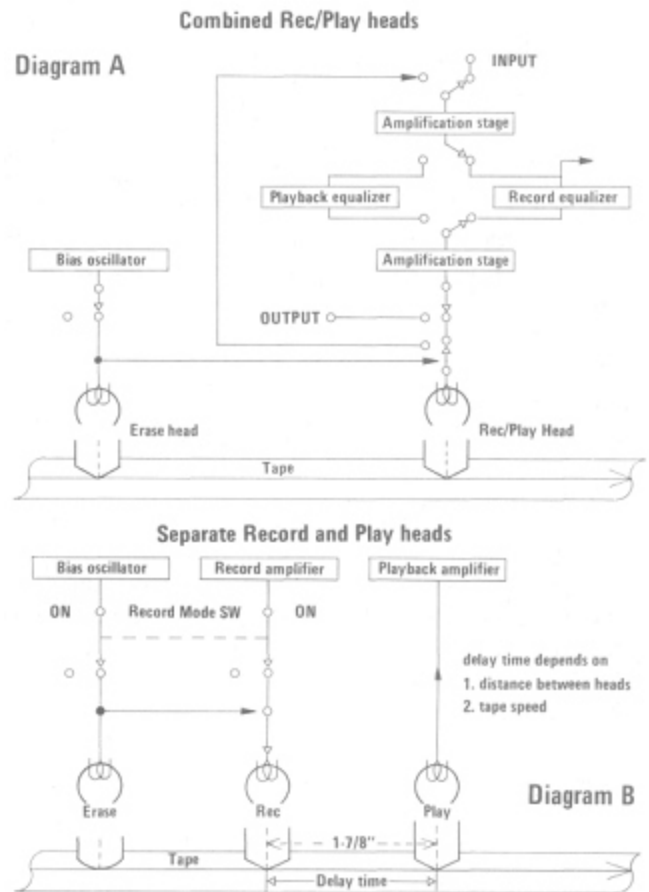 Combined Rec/Play heads
Diagram A
INPUT
Amplification stage
Playback equalizer
Record equalizer
Bias oscillator
Amplification stage
OUTPUT
Erase head
Rec/Play Head
Tape
Separate Record and Play heads
Bias oscillator
Record amplifier
Playback amplifier
ON
Record Mode SW
ON
delay time depends on
1. distance between heads
2. tape speed
Erase
Rec
Play
Diagram B
1-7/8"
Tape
Delay time